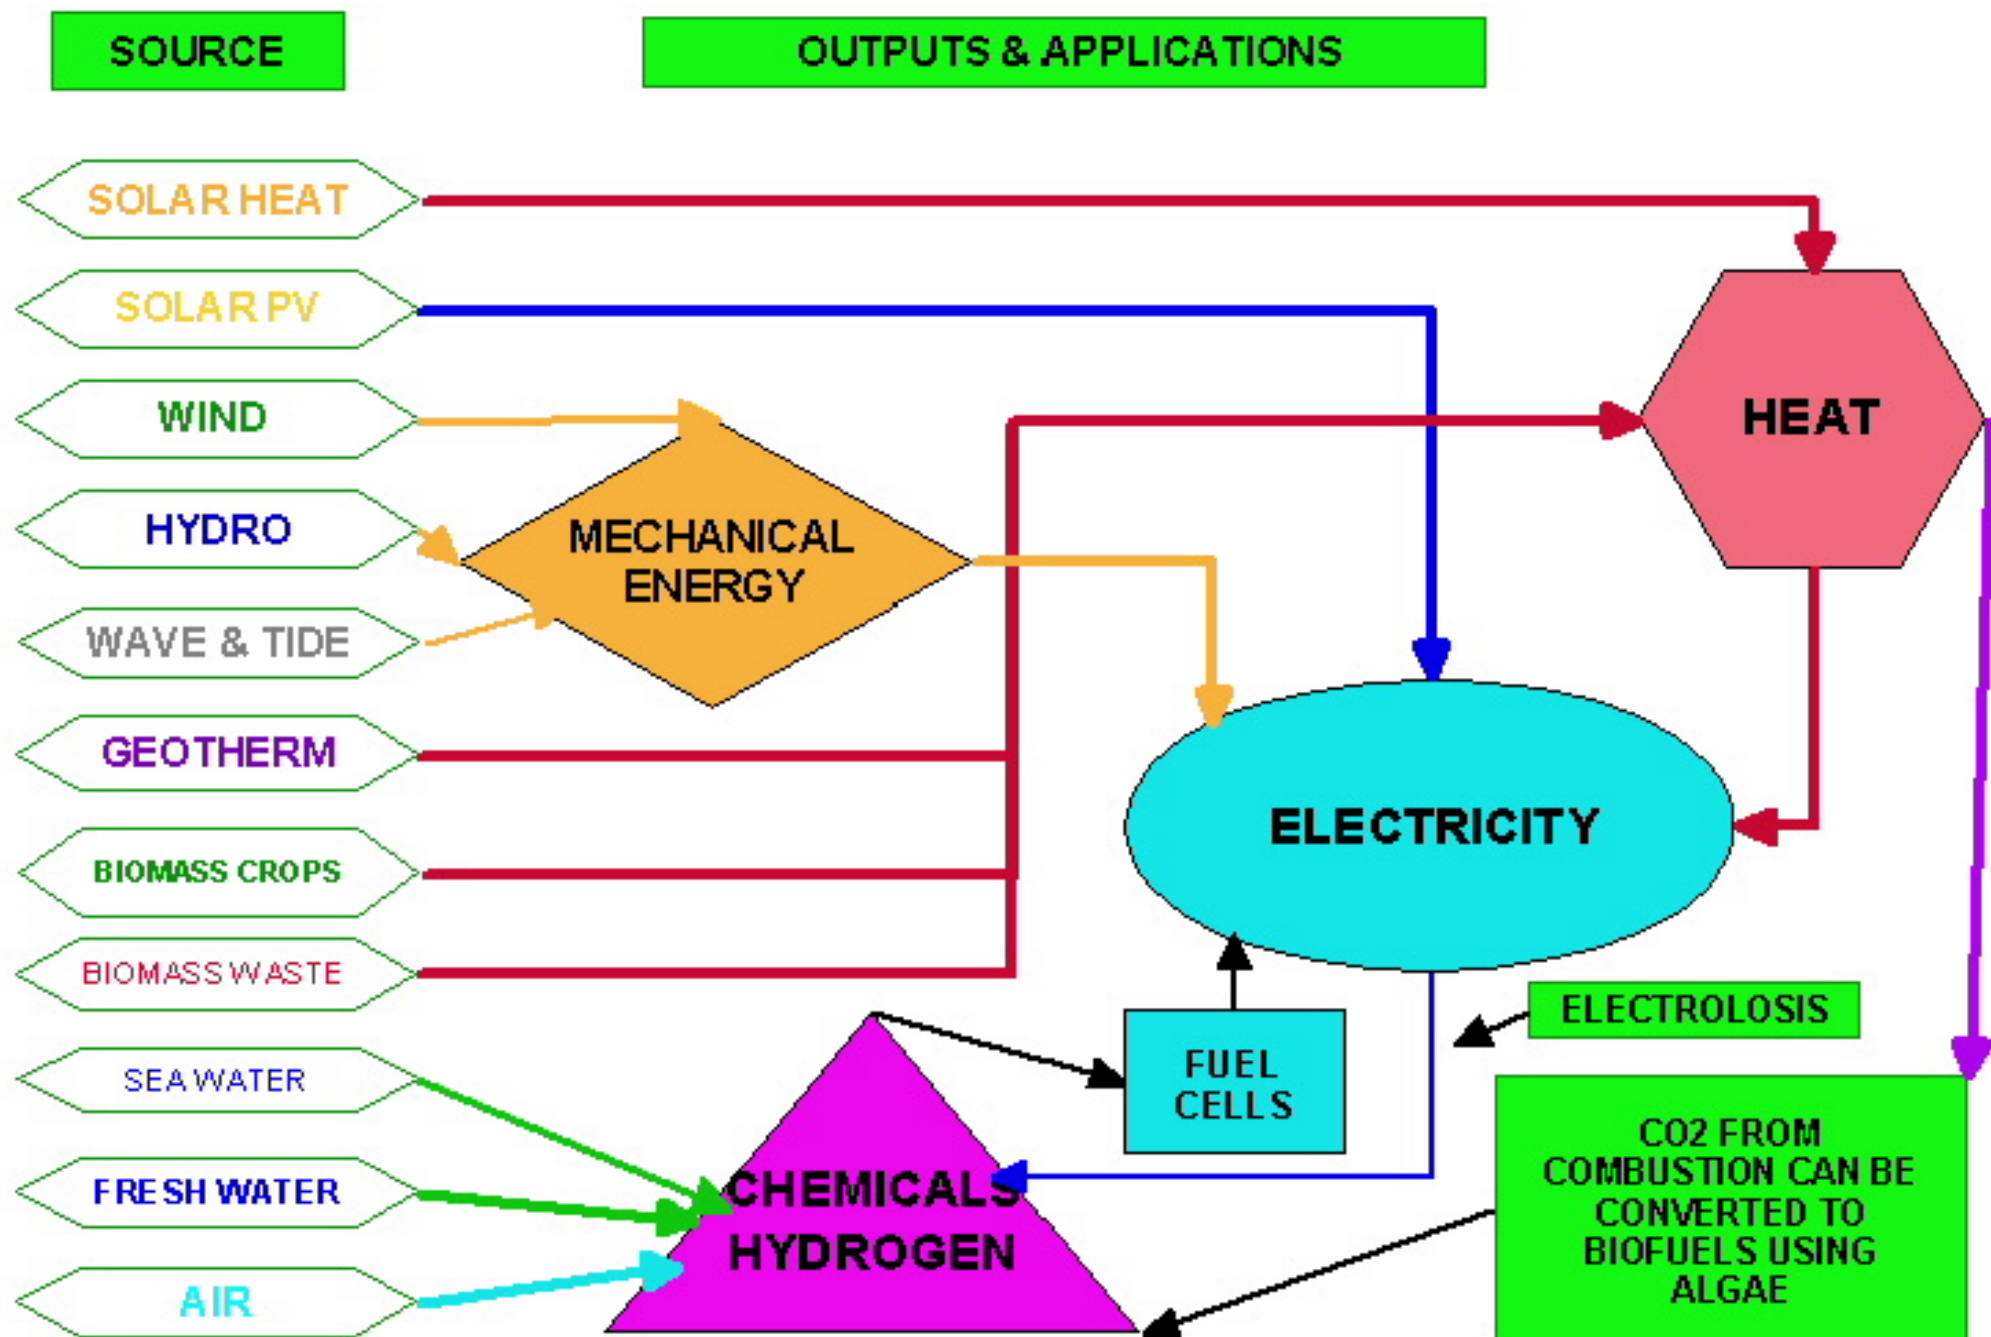 SOURCE
OUTPUTS & APPLICATIONS
SOLAR HEAT
SOLAR PV
WIND
HYDRO
WAVE & TIDE
GEOTHERM
BIOMASS CROPS
BIOMASS WASTE
SEA WATER
FRESH WATER
AIR
MECHANICAL
ENERGY
HEAT
ELECTRICITY
FUEL
CELLS
ELECTROLOSIS
CHEMICALS
HYDROGEN
CO2 FROM
COMBUSTION CAN BE
CONVERTED TO
BIOFUELS USING
ALGAE